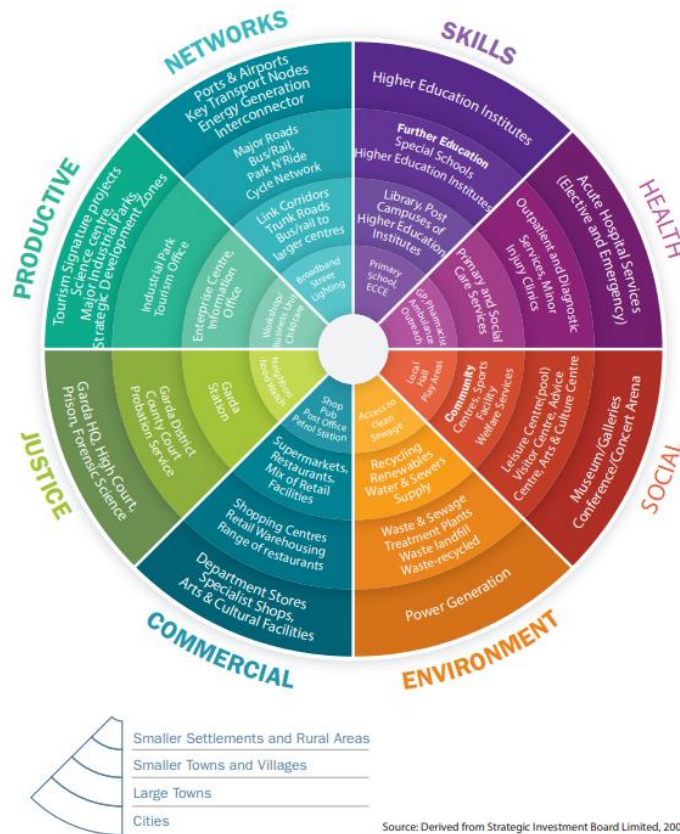 NETWORKS
Ports & Airports
Key Transport Nodes
Energy Generation
Interconnector
Major Roads
Bus/Rail,
Park N'Ride
Cycle Network
Link Corridors
Trunk Roads
Bus/rail to
larger centres
Broadband
Street
Lighting
SKILLS
Higher Education Institutes
Further Education
Special Schools
Higher Education Institutes
Library, Post
Campuses of
Higher Education
Institutes
Primary
School,
ECCE
HEALTH
Acute Hospital Services
(Elective and Emergency)
Outpatient and Diagnostic
Services, Minor
Injury Clinics
Primary and Social
Care Services
GP, Pharmacist
Ambulance
Outreach
SOCIAL
Museum/Galleries
Conference/Concert Arena
Leisure Centres(pool)
Visitor Centre, Advice
Centre, Arts & Culture Centre
Community
Centres, Sports
Facility
Welfare Services
Local
Hall
Play Areas
ENVIRONMENT
Power Generation
Waste & Sewage
Treatment Plants
Waste landfill
Waste-recycled
Recycling
Renewables
Water & Sewers
Supply
Access to
clean
Sewage
COMMERCIAL
Department Stores
Specialist Shops,
Arts & Cultural Facilities
Shopping Centres
Retail Warehousing
Range of restaurants
Supermarkets,
Restaurants,
Mix of Retail
Facilities
Shop
Pub
Post Office
Petrol Station
JUSTICE
Garda HQ, High Court,
Prison, Forensic Science
Garda District
County Court
Probation Service
Garda
Station
Neighbou
-hood Watch
PRODUCTIVE
Tourism Signature projects
Science centre,
Major Industrial Parks,
Strategic Development Zones
Industrial Park
Tourism Office
Enterprise Centre,
Information
Office
Workshop
Business Unit
Childcare
Smaller Settlements and Rural Areas
Smaller Towns and Villages
Large Towns
Cities
Source: Derived from Strategic Investment Board Limited,